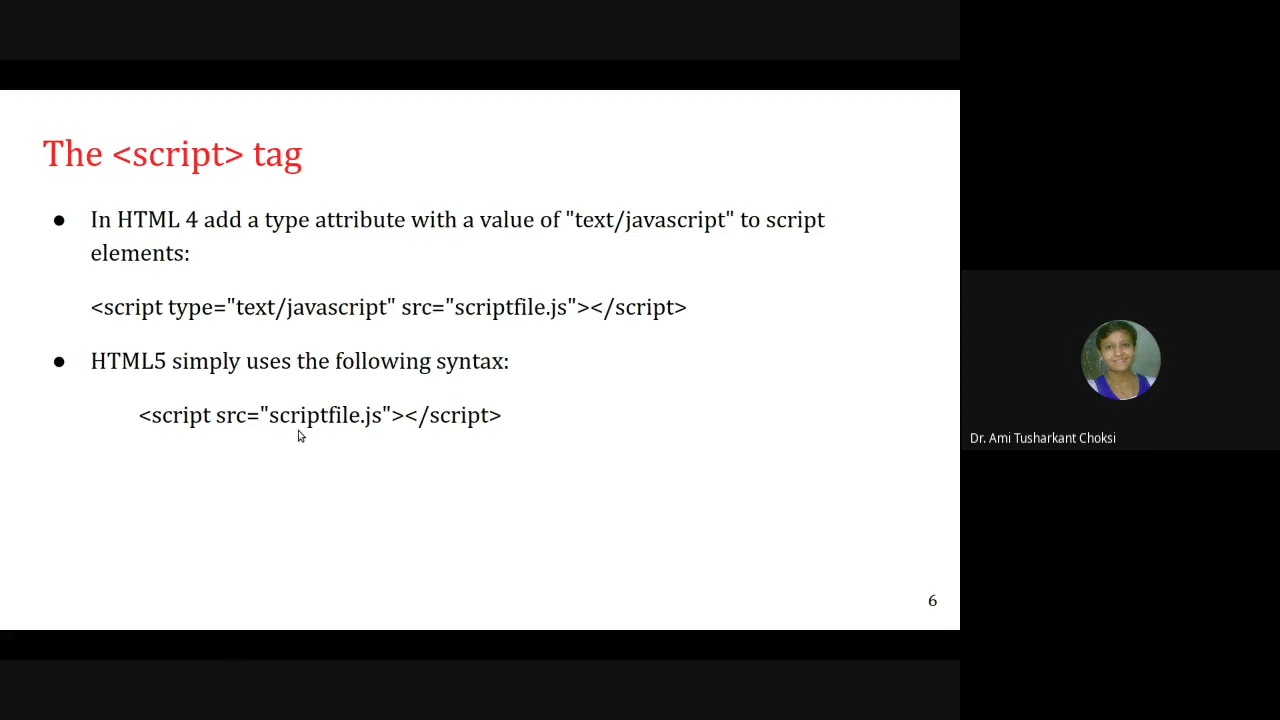 The <script> tag
● In HTML 4 add a type attribute with a value of "text/javascript" to script
elements:
<script type="text/javascript" src="scriptfile.js"></script>
● HTML5 simply uses the following syntax:
<script src="scriptfile.js"></script>
6
Dr. Ami Tusharkant Choksi